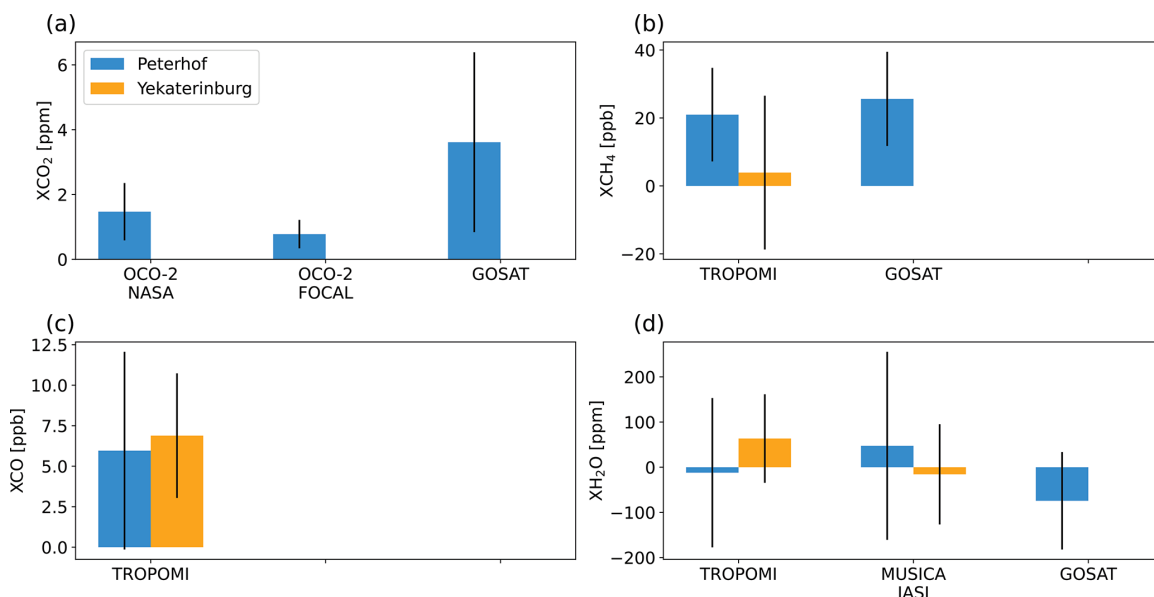 (a)
Peterhof
Yekaterinburg
XCO₂ [ppm]
6
4
2
0
OCO-2
NASA
OCO-2
FOCAL
GOSAT
(b)
XCH₄ [ppb]
40
20
0
−20
TROPOMI
GOSAT
(c)
XCO [ppb]
12.5
10.0
7.5
5.0
2.5
0.0
TROPOMI
(d)
XH₂O [ppm]
200
100
0
−100
−200
TROPOMI
MUSICA
IASI
GOSAT